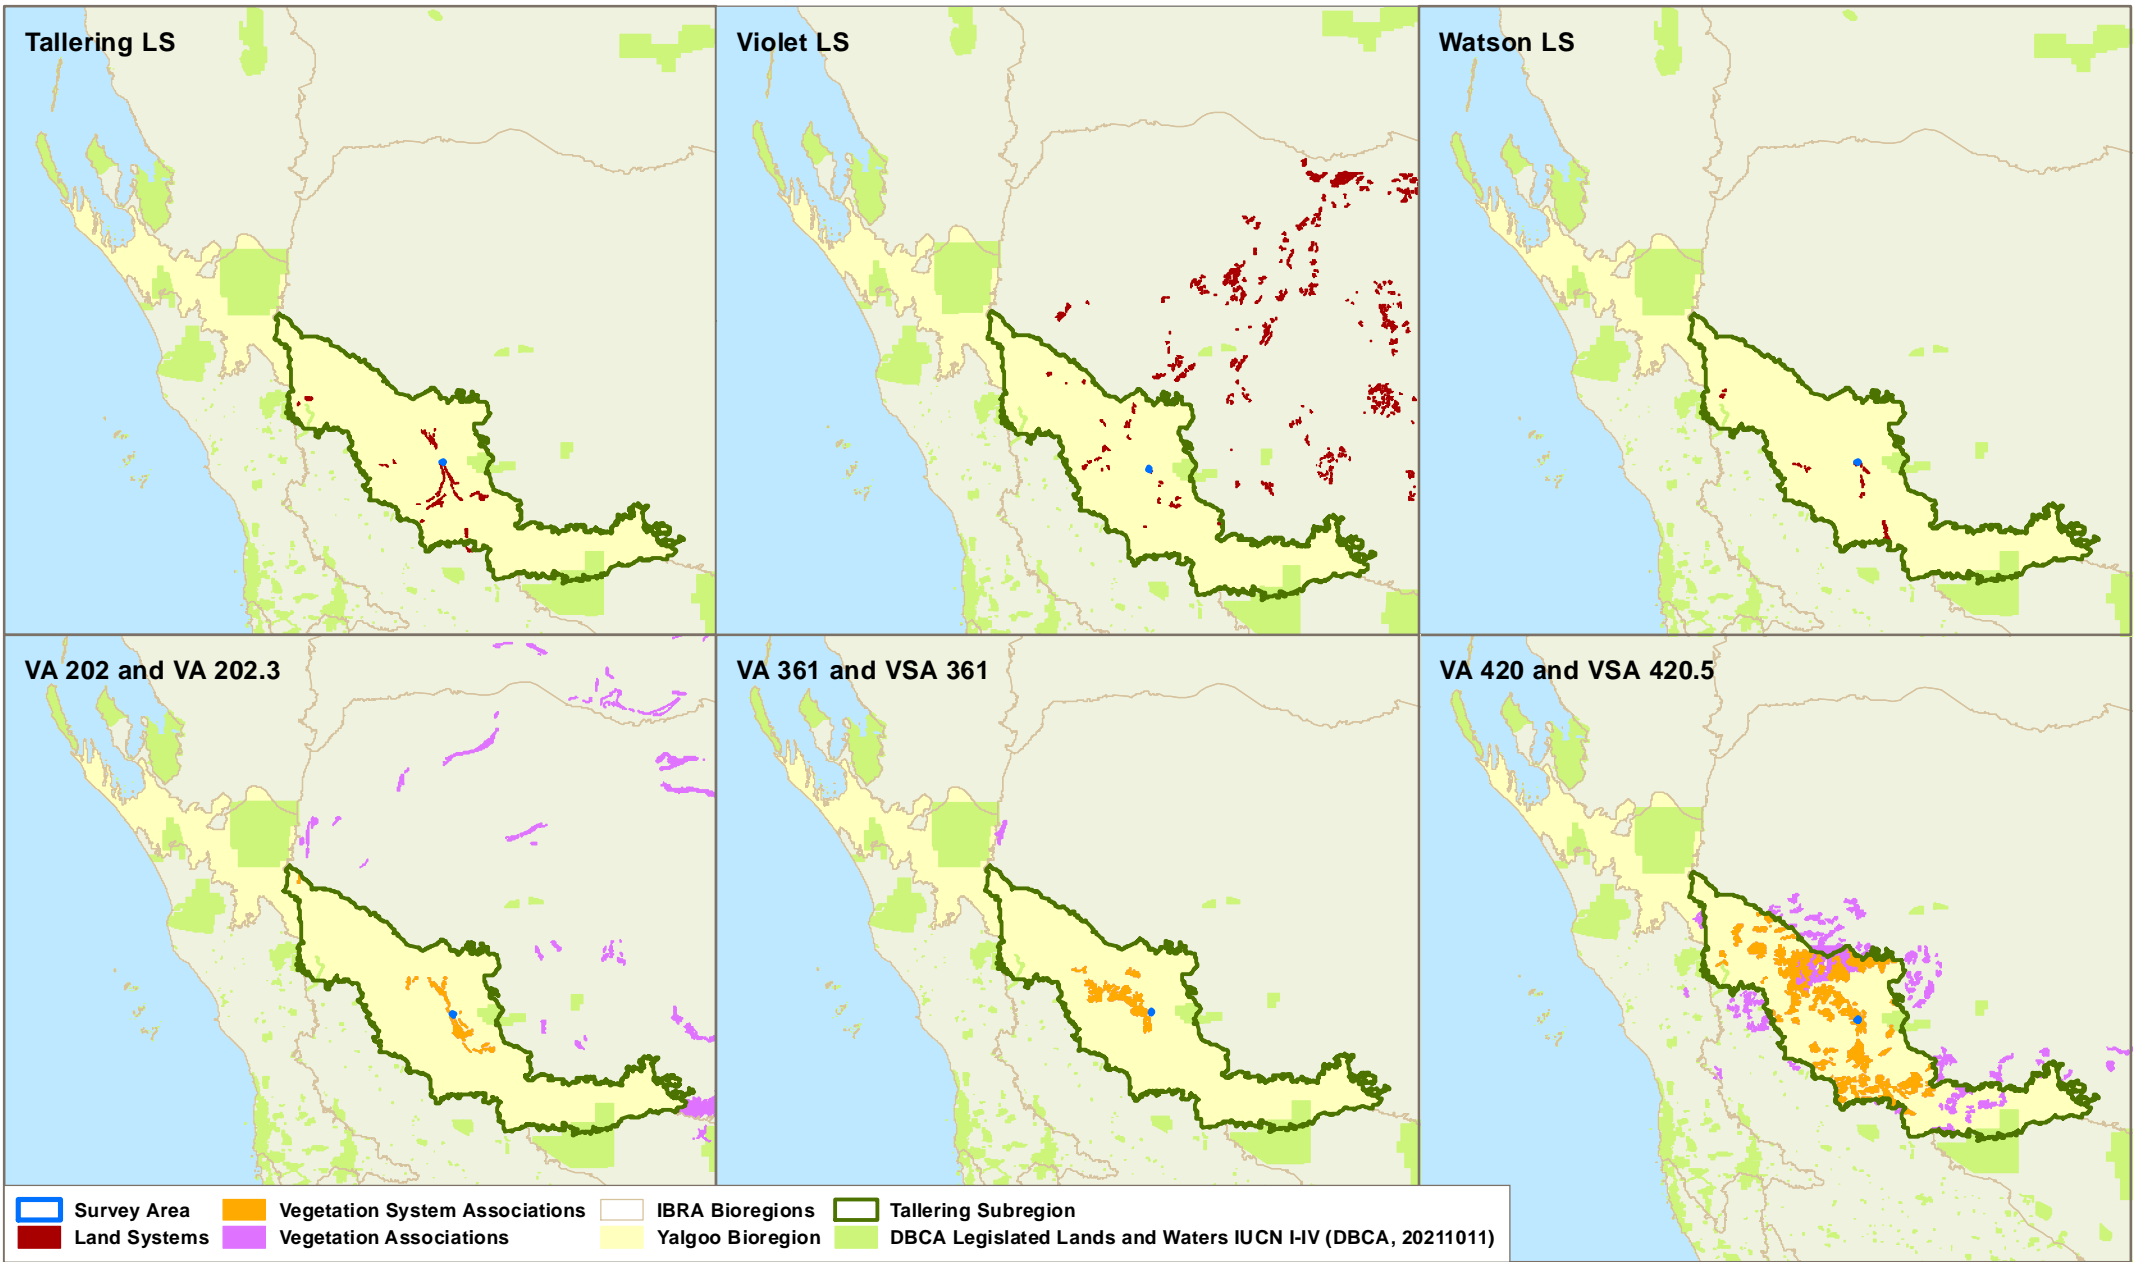 Tallering LS
Violet LS
Watson LS
VA 202 and VA 202.3
VA 361 and VSA 361
VA 420 and VSA 420.5
Survey Area
Vegetation System Associations
IBRA Bioregions
Tallering Subregion
Land Systems
Vegetation Associations
Yalgoo Bioregion
DBCA Legislated Lands and Waters IUCN I-IV (DBCA, 20211011)